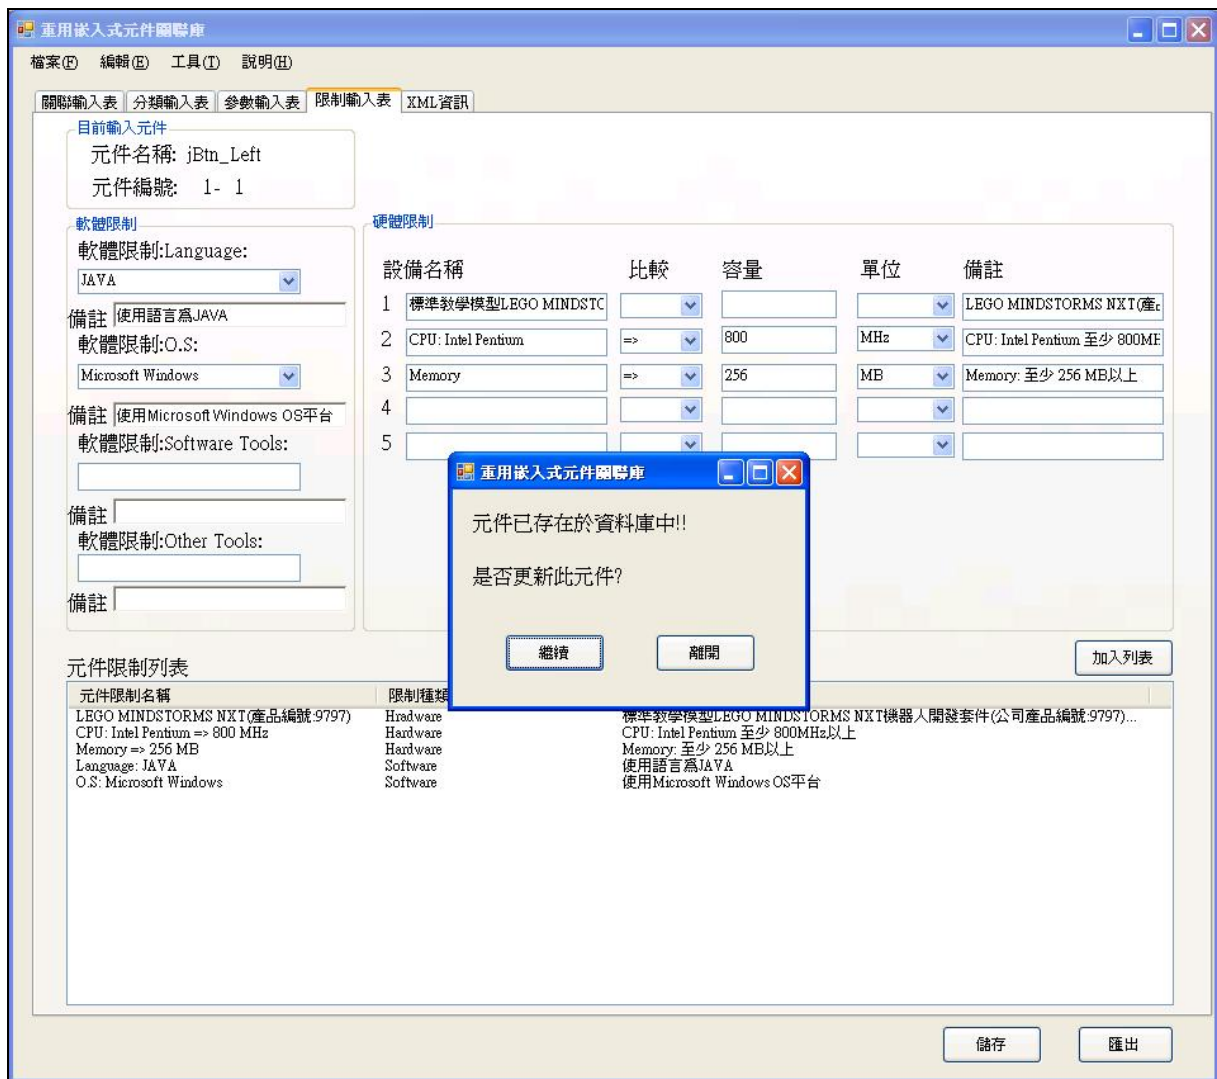 重用嵌入式元件關聯庫
檔案(F) 編輯(E) 工具(T) 說明(H)
關聯輸入表 分類輸入表 參數輸入表 限制輸入表 XML資訊
目前輸入元件
元件名稱: jBtn_Left
元件編號: 1- 1
軟體限制
軟體限制:Language:
JAVA
備註 使用語言為JAVA
軟體限制:O.S:
Microsoft Windows
備註 使用Microsoft Windows OS平台
軟體限制:Software Tools:
備註
軟體限制:Other Tools:
備註
硬體限制
設備名稱 比較 容量 單位 備註
1 標準教學模型LEGO MINDSTO LEGO MINDSTORMS NXT(產
2 CPU: Intel Pentium => 800 MHz CPU: Intel Pentium 至少 800MH
3 Memory => 256 MB Memory: 至少 256 MB以上
4
5
重用嵌入式元件關聯庫
元件已存在於資料庫中!!
是否更新此元件?
繼續 離開
加入列表
元件限制列表
元件限制名稱 限制種類
LEGO MINDSTORMS NXT(產品編號:9797) Hradware 標準教學模型LEGO MINDSTORMS NXT機器人開發套件(公司產品編號:9797)...
CPU: Intel Pentium => 800 MHz Hardware CPU: Intel Pentium 至少 800MHz以上
Memory => 256 MB Hardware Memory: 至少 256 MB以上
Language: JAVA Software 使用語言為JAVA
O.S: Microsoft Windows Software 使用Microsoft Windows OS平台
儲存 匯出